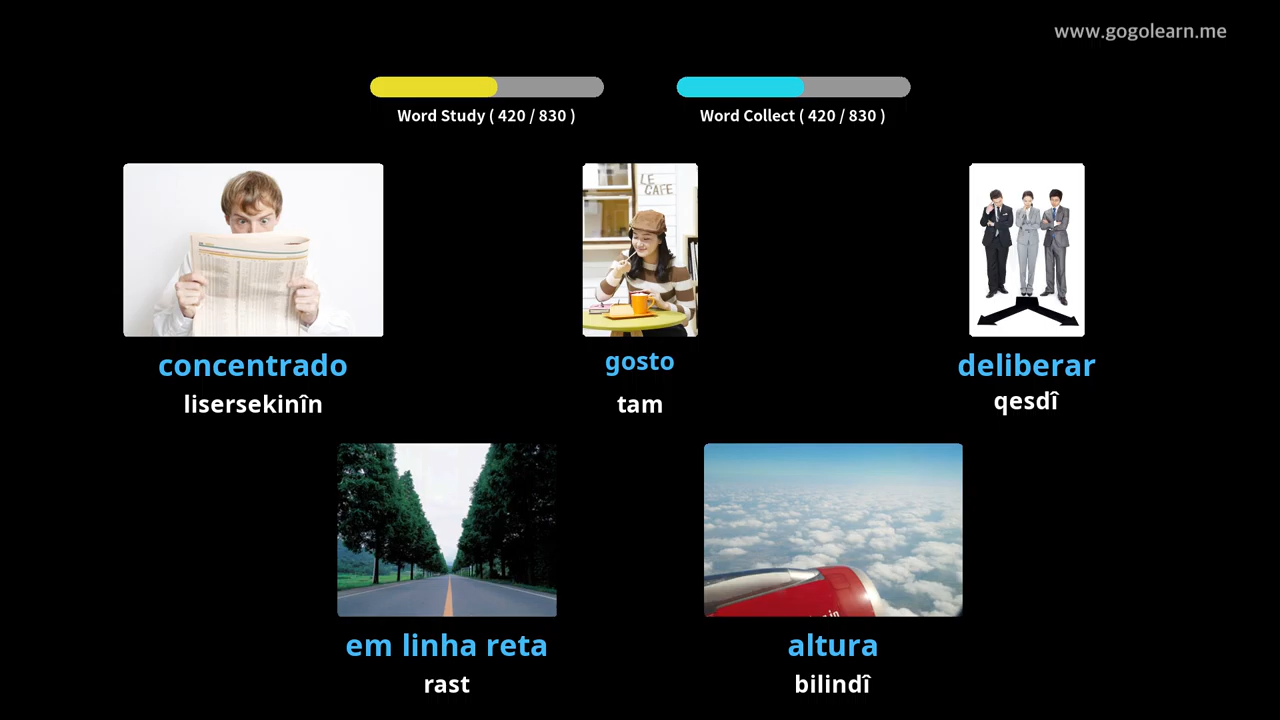 www.gogolearn.me
Word Study ( 420 / 830 )
Word Collect ( 420 / 830 )
LE CAFE
concentrado
gosto
deliberar
lisersekinîn
tam
qesdî
em linha reta
altura
rast
bilindî